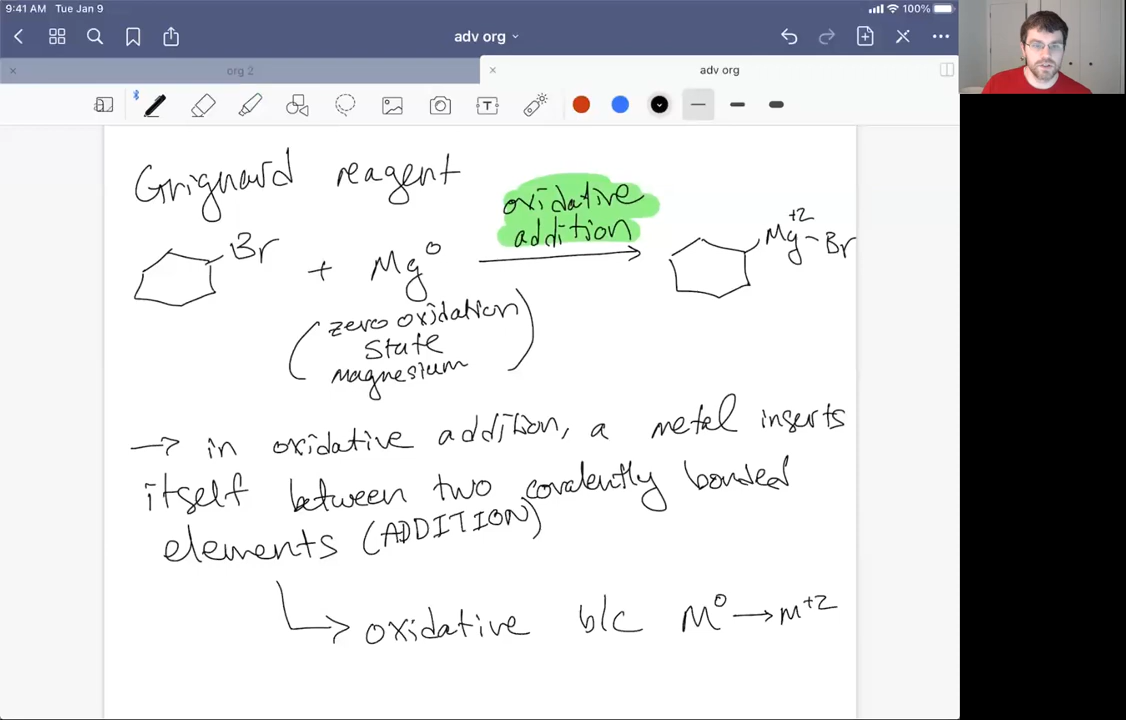 9:41 AM Tue Jan 9
100%
adv org
org 2
adv org
T
Grignard reagent
oxidative
addition
Br + Mg⁰
+2
Mg-Br
(zero oxidation
state
magnesium)
→ in oxidative addition, a metal inserts
itself between two covalently bonded
elements (ADDITION)
→ oxidative b/c M⁰ → M⁺²